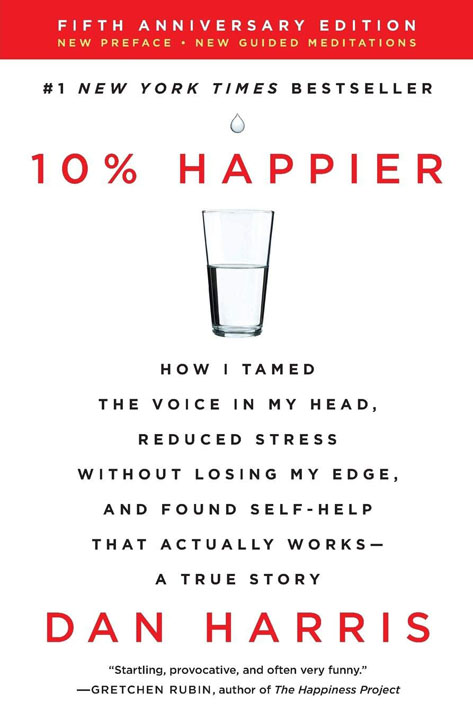 FIFTH ANNIVERSARY EDITION
NEW PREFACE • NEW GUIDED MEDITATIONS
#1 NEW YORK TIMES BESTSELLER
10% HAPPIER
HOW I TAMED
THE VOICE IN MY HEAD,
REDUCED STRESS
WITHOUT LOSING MY EDGE,
AND FOUND SELF-HELP
THAT ACTUALLY WORKS—
A TRUE STORY
DAN HARRIS
“Startling, provocative, and often very funny.”
—GRETCHEN RUBIN, author of The Happiness Project